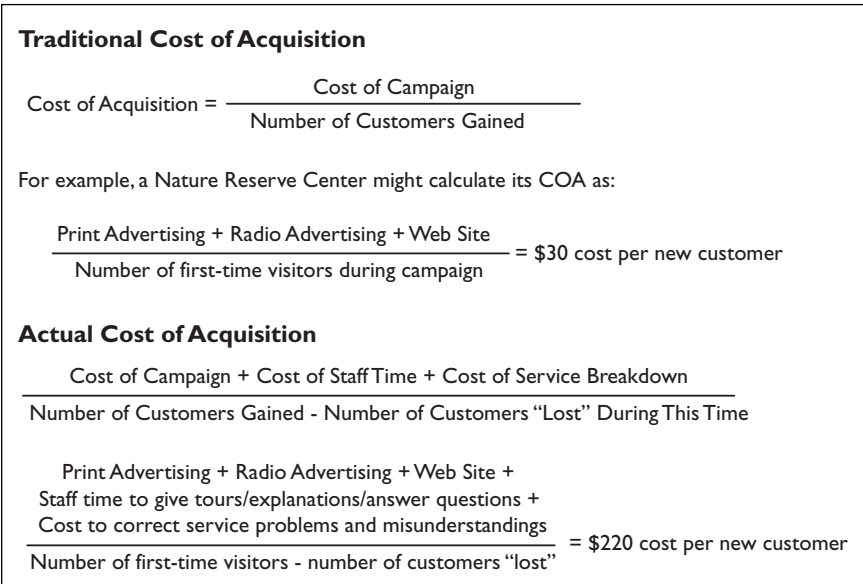 Traditional Cost of Acquisition
Cost of Acquisition = Cost of Campaign
Number of Customers Gained
For example, a Nature Reserve Center might calculate its COA as:
Print Advertising + Radio Advertising + Web Site
Number of first-time visitors during campaign
= $30 cost per new customer
Actual Cost of Acquisition
Cost of Campaign + Cost of Staff Time + Cost of Service Breakdown
Number of Customers Gained - Number of Customers “Lost” During This Time
Print Advertising + Radio Advertising + Web Site +
Staff time to give tours/explanations/answer questions +
Cost to correct service problems and misunderstandings
Number of first-time visitors - number of customers “lost”
= $220 cost per new customer